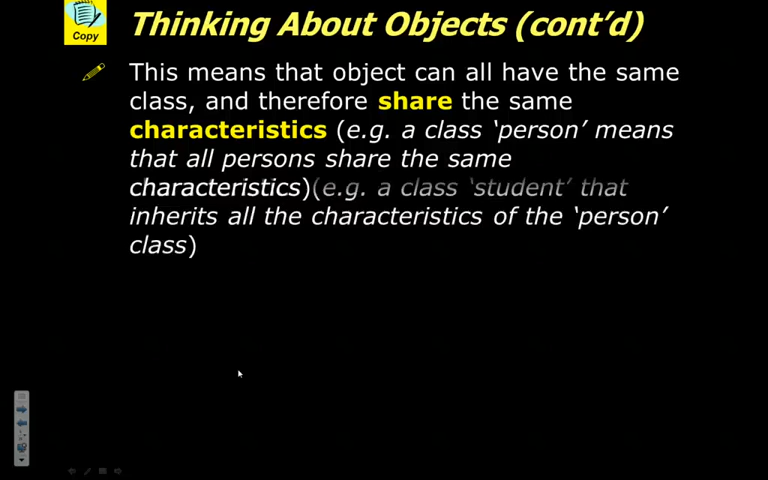 Copy
Thinking About Objects (cont’d)
This means that object can all have the same
class, and therefore share the same
characteristics (e.g. a class ‘person’ means
that all persons share the same
characteristics)(e.g. a class ‘student’ that
inherits all the characteristics of the ‘person’
class)